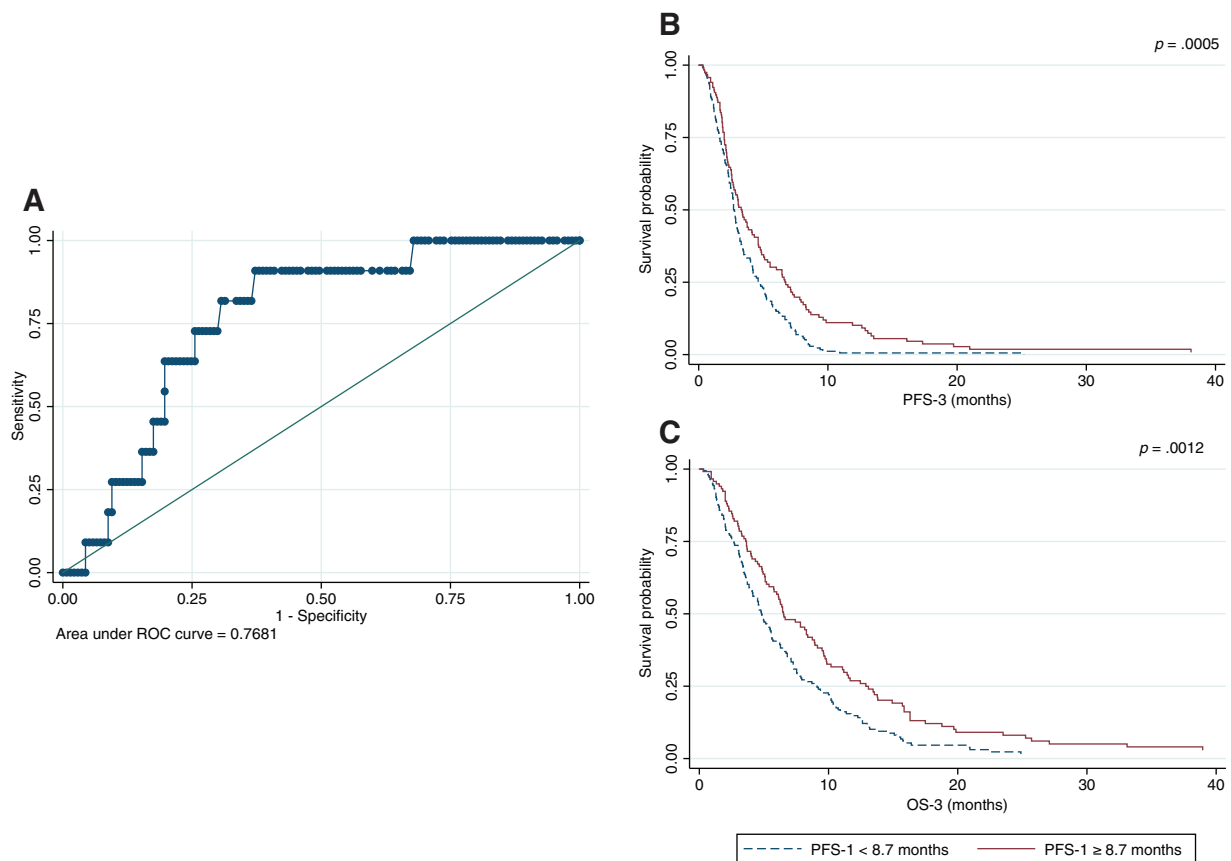 A
Sensitivity
1.00
0.75
0.50
0.25
0.00
0.00 0.25 0.50 0.75 1.00
1 - Specificity
Area under ROC curve = 0.7681
B
p = .0005
Survival probability
1.00
0.75
0.50
0.25
0.00
0 10 20 30 40
PFS-3 (months)
C
p = .0012
Survival probability
1.00
0.75
0.50
0.25
0.00
0 10 20 30 40
OS-3 (months)
PFS-1 < 8.7 months PFS-1 ≥ 8.7 months